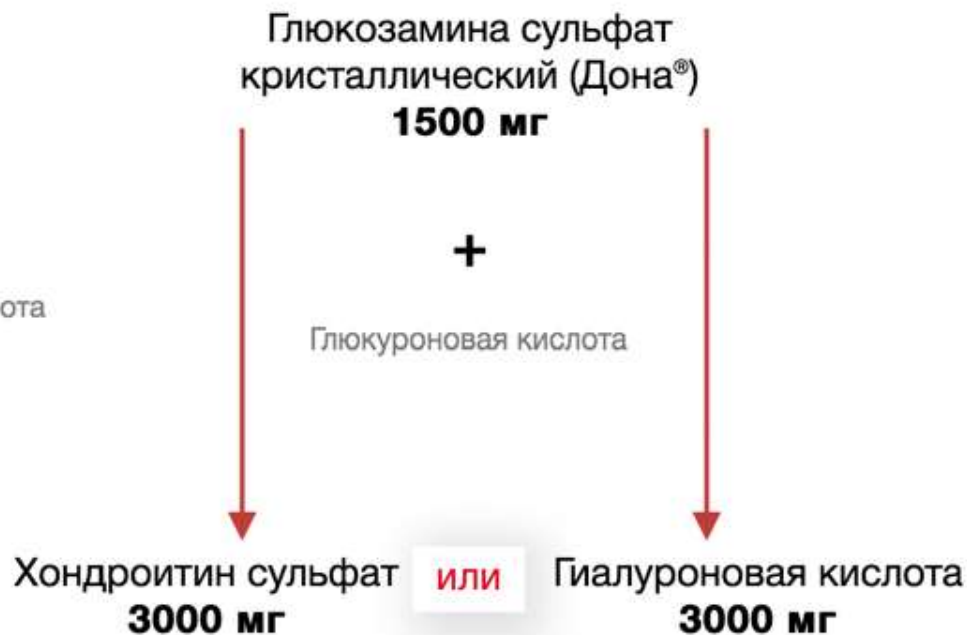 Глюкозамина сульфат
кристаллический (Дона®)
1500 мг
+
ота
Глюкуроновая кислота
Хондроитин сульфат или Гиалуроновая кислота
3000 мг 3000 мг